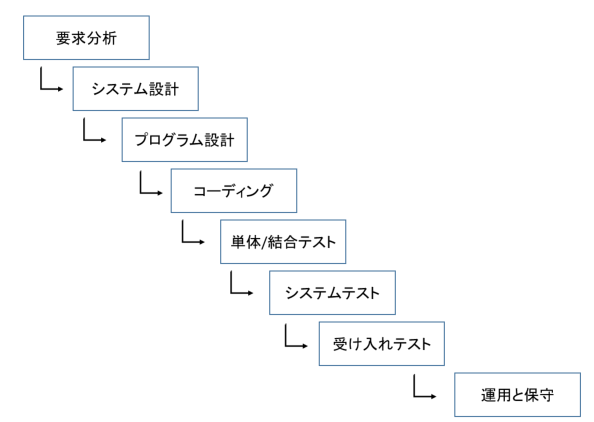 要求分析
システム設計
プログラム設計
コーディング
単体/結合テスト
システムテスト
受け入れテスト
運用と保守